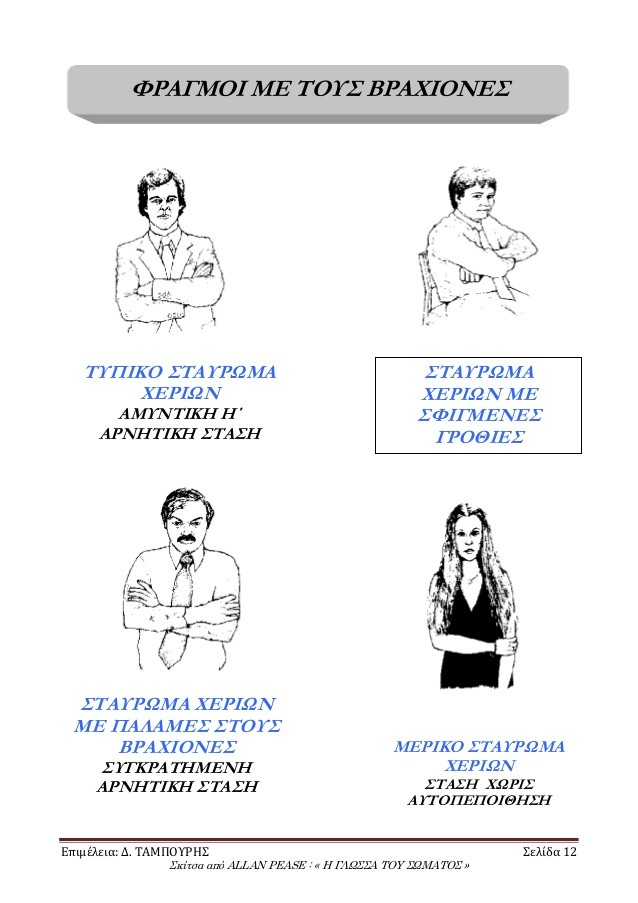 ΦΡΑΓΜΟΙ ΜΕ ΤΟΥΣ ΒΡΑΧΙΟΝΕΣ
ΤΥΠΙΚΟ ΣΤΑΥΡΩΜΑ
ΧΕΡΙΩΝ
ΑΜΥΝΤΙΚΗ Η΄
ΑΡΝΗΤΙΚΗ ΣΤΑΣΗ
ΣΤΑΥΡΩΜΑ
ΧΕΡΙΩΝ ΜΕ
ΣΦΙΓΜΕΝΕΣ
ΓΡΟΘΙΕΣ
ΣΤΑΥΡΩΜΑ ΧΕΡΙΩΝ
ΜΕ ΠΑΛΑΜΕΣ ΣΤΟΥΣ
ΒΡΑΧΙΟΝΕΣ
ΣΥΓΚΡΑΤΗΜΕΝΗ
ΑΡΝΗΤΙΚΗ ΣΤΑΣΗ
ΜΕΡΙΚΟ ΣΤΑΥΡΩΜΑ
ΧΕΡΙΩΝ
ΣΤΑΣΗ ΧΩΡΙΣ
ΑΥΤΟΠΕΠΟΙΘΗΣΗ
Επιμέλεια: Δ. ΤΑΜΠΟΥΡΗΣ Σελίδα 12
Σκίτσα από ALLAN PEASE : « Η ΓΛΩΣΣΑ ΤΟΥ ΣΩΜΑΤΟΣ »